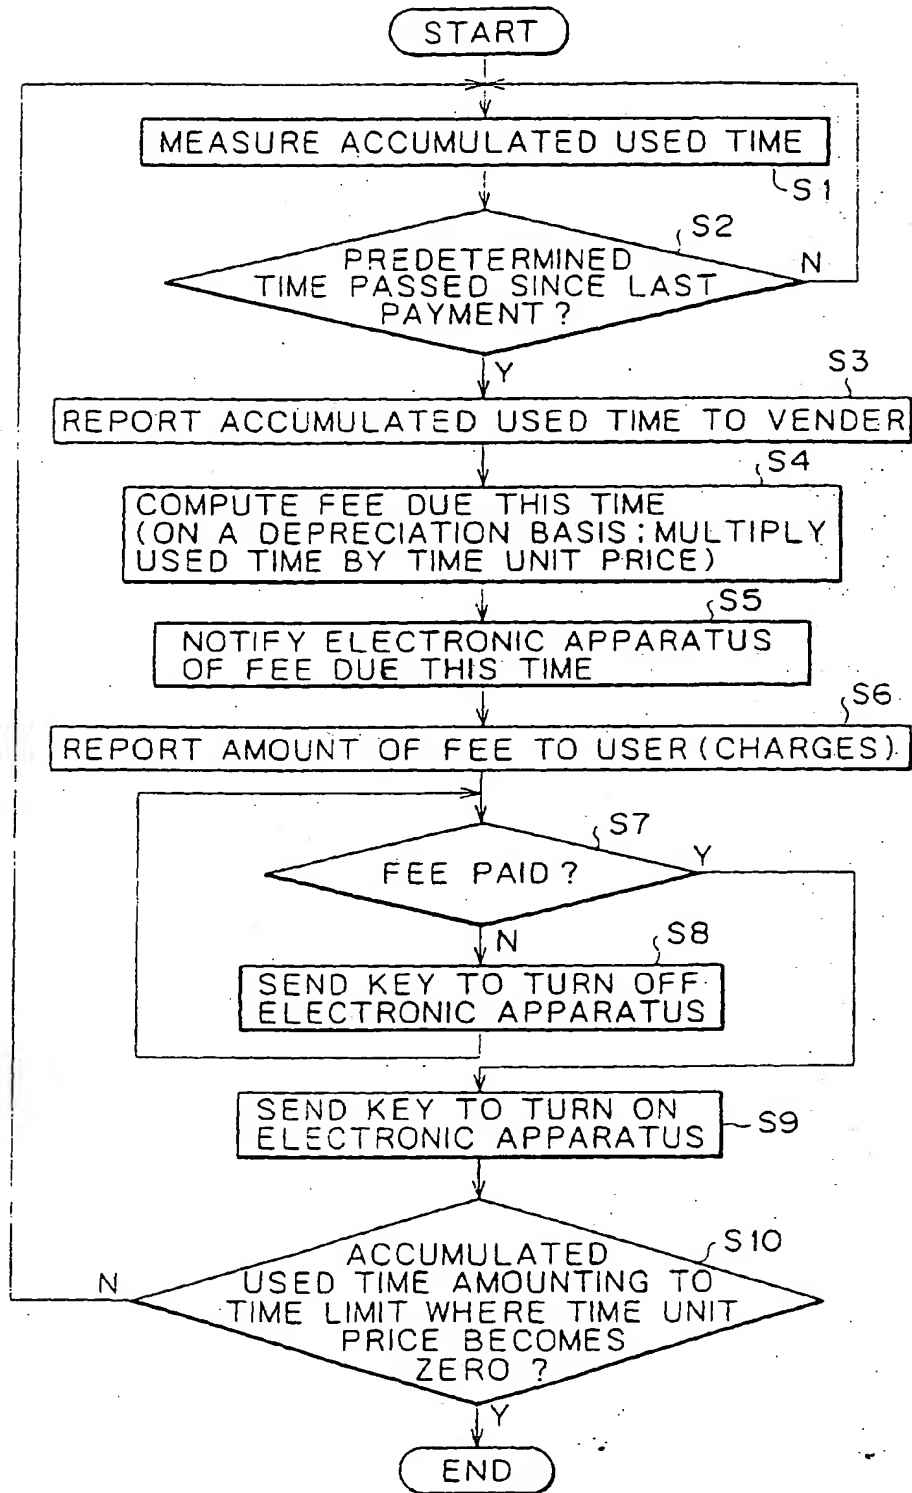 START
MEASURE ACCUMULATED USED TIME
S1
S2
PREDETERMINED
TIME PASSED SINCE LAST
PAYMENT ?
N
Y
S3
REPORT ACCUMULATED USED TIME TO VENDER
S4
COMPUTE FEE DUE THIS TIME
(ON A DEPRECIATION BASIS ; MULTIPLY
USED TIME BY TIME UNIT PRICE)
S5
NOTIFY ELECTRONIC APPARATUS
OF FEE DUE THIS TIME
S6
REPORT AMOUNT OF FEE TO USER (CHARGES)
S7
FEE PAID ?
Y
N
S8
SEND KEY TO TURN OFF
ELECTRONIC APPARATUS
SEND KEY TO TURN ON
ELECTRONIC APPARATUS
S9
S10
ACCUMULATED
USED TIME AMOUNTING TO
TIME LIMIT WHERE TIME UNIT
PRICE BECOMES
ZERO ?
N
Y
END